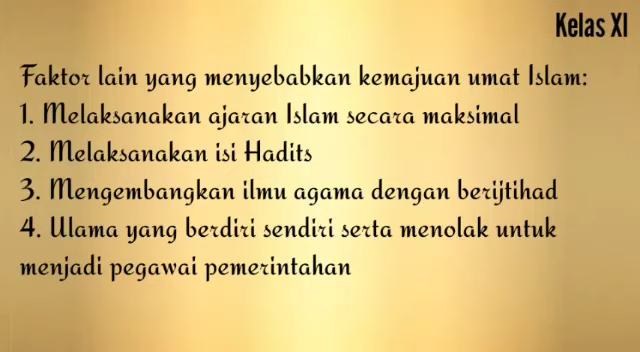 Kelas XI
Faktor lain yang menyebabkan kemajuan umat Islam:
1. Melaksanakan ajaran Islam secara maksimal
2. Melaksanakan isi Hadits
3. Mengembangkan ilmu agama dengan berijtihad
4. Ulama yang berdiri sendiri serta menolak untuk
menjadi pegawai pemerintahan